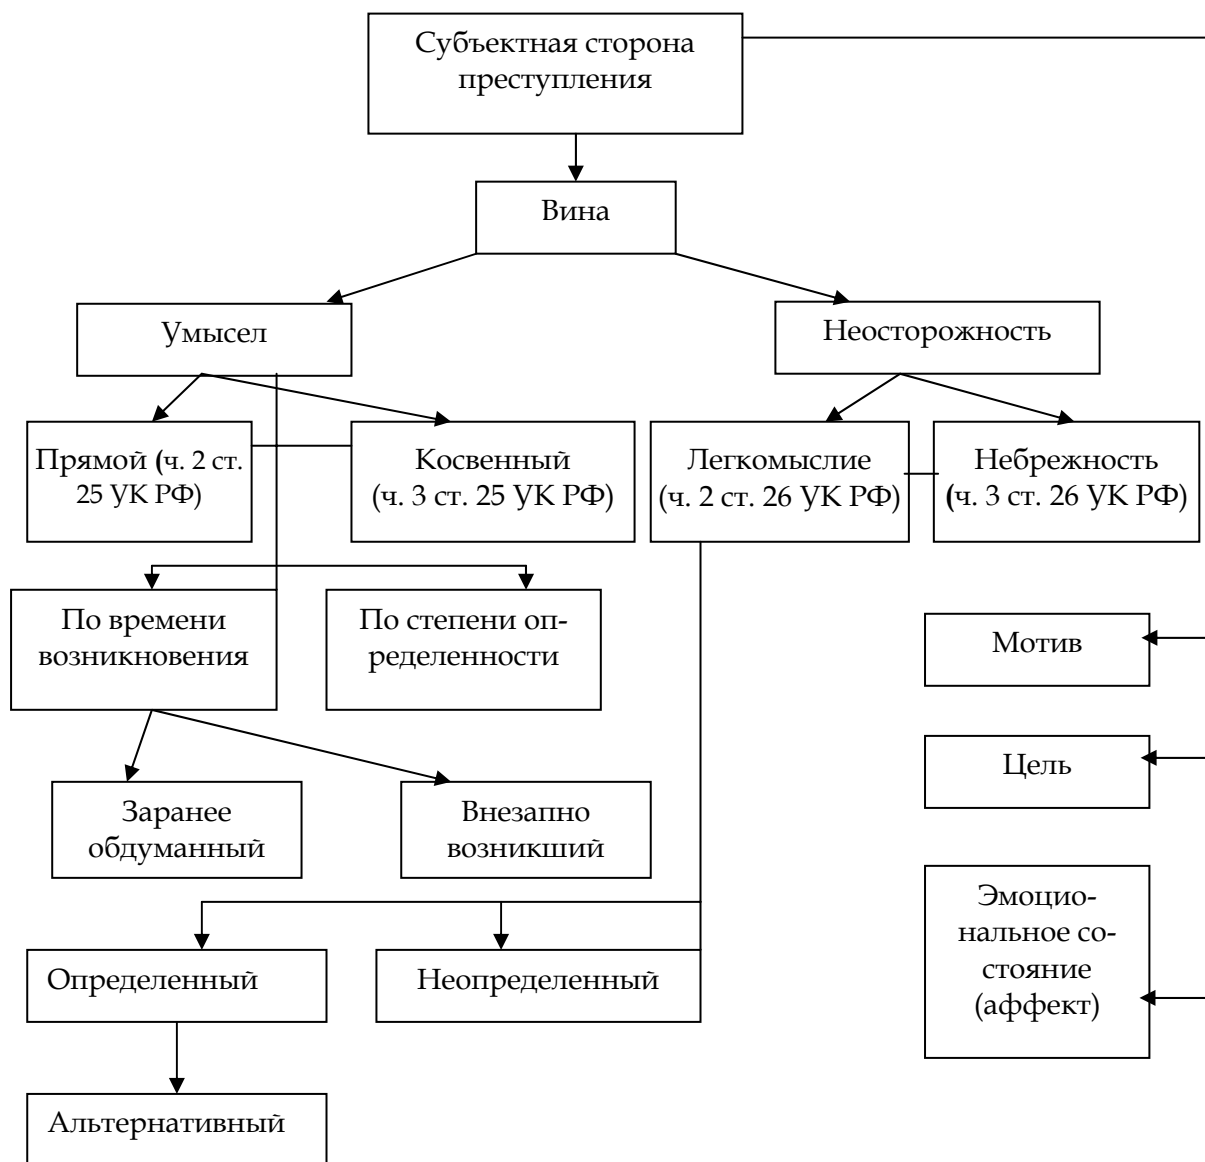 Субъектная сторона
преступления
Вина
Умысел
Неосторожность
Прямой (ч. 2 ст.
25 УК РФ)
Косвенный
(ч. 3 ст. 25 УК РФ)
Легкомыслие
(ч. 2 ст. 26 УК РФ)
Небрежность
(ч. 3 ст. 26 УК РФ)
По времени
возникновения
По степени оп-
ределенности
Мотив
Цель
Заранее
обдуманный
Внезапно
возникший
Эмоцио-
нальное со-
стояние
(аффект)
Определенный
Неопределенный
Альтернативный